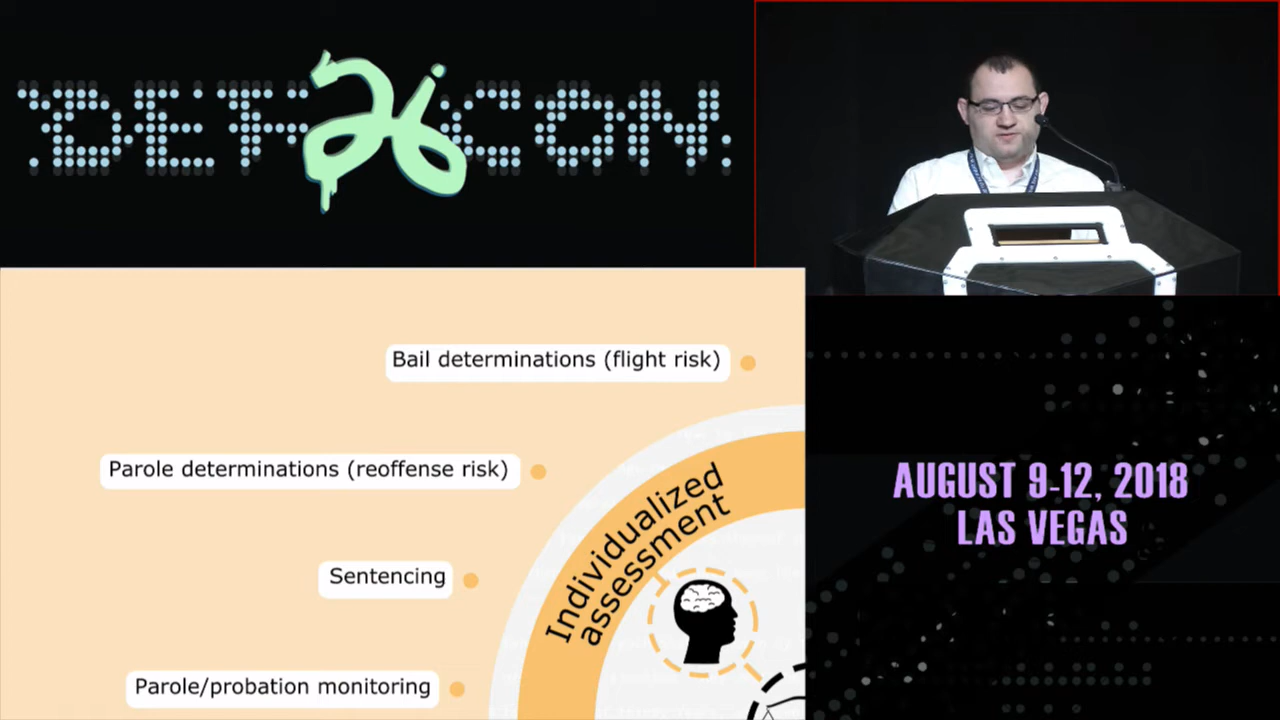 DEF 26 CON
Bail determinations (flight risk)
Parole determinations (reoffense risk)
Sentencing
Parole/probation monitoring
Individualized
assessment
AUGUST 9-12, 2018
LAS VEGAS